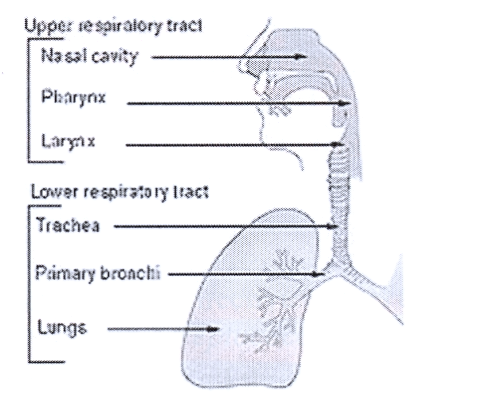 Upper respiratory tract
Nasal cavity
Pharynx
Larynx
Lower respiratory tract
Trachea
Primary bronchi
Lungs